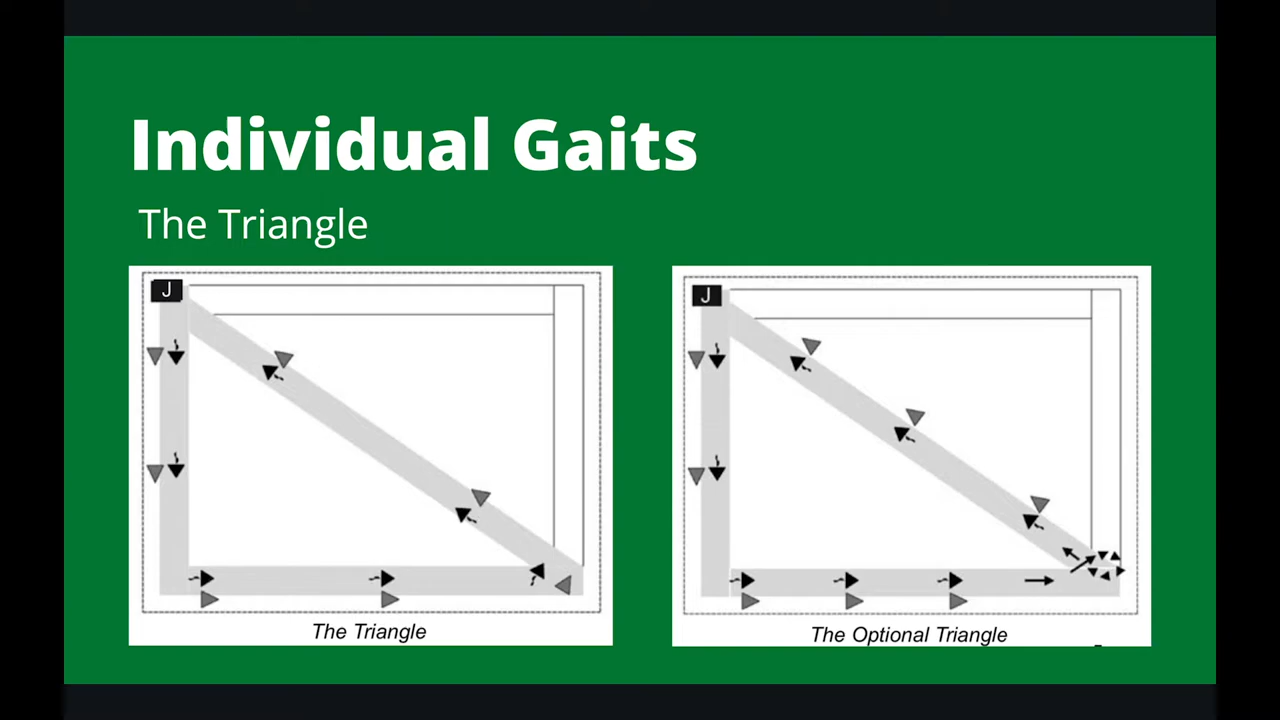 Individual Gaits
The Triangle
J
J
The Triangle
The Optional Triangle